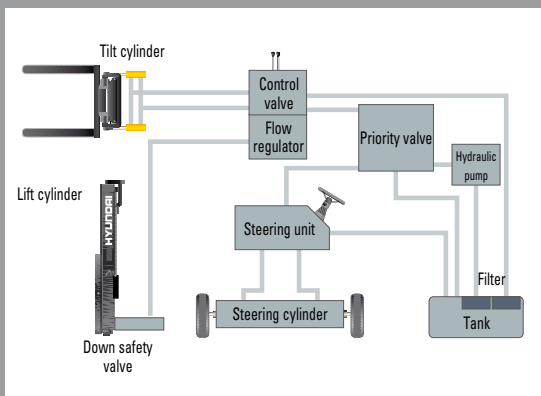 Tilt cylinder
Control
valve
Flow
regulator
Priority valve
Hydraulic
pump
Lift cylinder
HYUNDAI
Steering unit
Filter
Steering cylinder
Tank
Down safety
valve